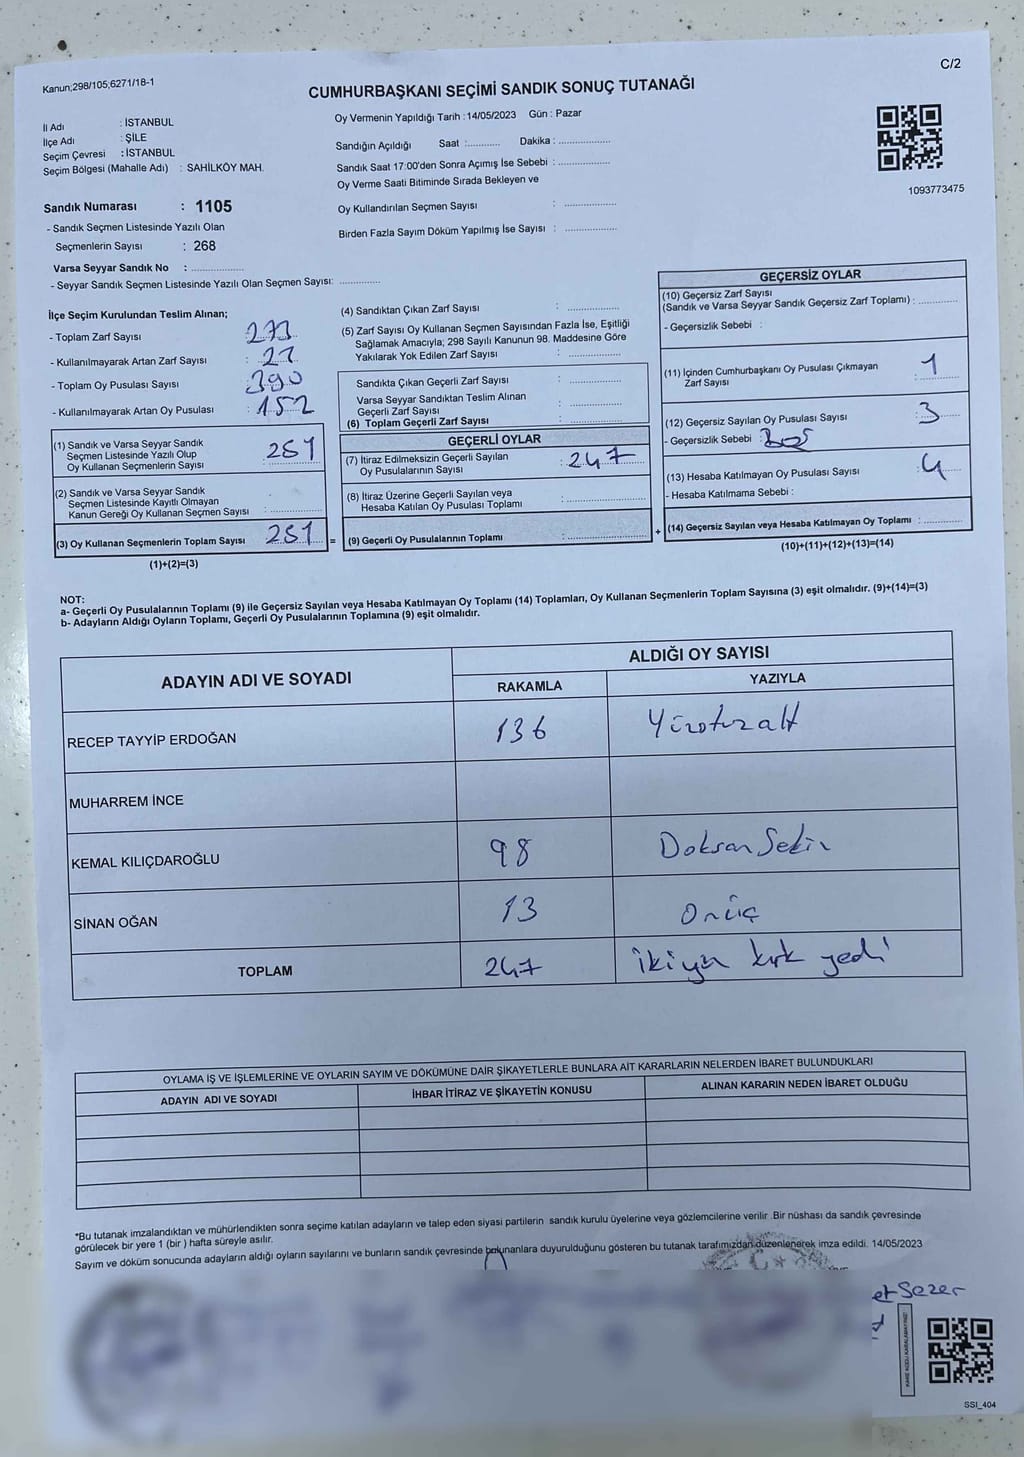 Kanun;298/105;6271/18-1
C/2
CUMHURBAŞKANI SEÇİMİ SANDIK SONUÇ TUTANAĞI
İl Adı : İSTANBUL
İlçe Adı : ŞİLE
Seçim Çevresi : İSTANBUL
Seçim Bölgesi (Mahalle Adı) : SAHİLKÖY MAH.
Sandık Numarası : 1105
- Sandık Seçmen Listesinde Yazılı Olan
Seçmenlerin Sayısı : 268
Varsa Seyyar Sandık No : ....................
- Seyyar Sandık Seçmen Listesinde Yazılı Olan Seçmen Sayısı: ....................
Oy Vermenin Yapıldığı Tarih : 14/05/2023 Gün : Pazar
Sandığın Açıldığı Saat :........... Dakika : ..................
Sandık Saat 17:00'den Sonra Açımış İse Sebebi : ..................
Oy Verme Saati Bitiminde Sırada Bekleyen ve
Oy Kullandırılan Seçmen Sayısı : ..................
Birden Fazla Sayım Döküm Yapılmış İse Sayısı : ..................
1093773475
İlçe Seçim Kurulundan Teslim Alınan;
- Toplam Zarf Sayısı : 273
- Kullanılmayarak Artan Zarf Sayısı : 22
- Toplam Oy Pusulası Sayısı : 390
- Kullanılmayarak Artan Oy Pusulası : 152
(1) Sandık ve Varsa Seyyar Sandık
Seçmen Listesinde Yazılı Olup
Oy Kullanan Seçmenlerin Sayısı : 251
(2) Sandık ve Varsa Seyyar Sandık
Seçmen Listesinde Kayıtlı Olmayan
Kanun Gereği Oy Kullanan Seçmen Sayısı : ..................
(3) Oy Kullanan Seçmenlerin Toplam Sayısı : 251 =
(1)+(2)=(3)
(4) Sandıktan Çıkan Zarf Sayısı : ..................
(5) Zarf Sayısı Oy Kullanan Seçmen Sayısından Fazla İse, Eşitliği
Sağlamak Amacıyla; 298 Sayılı Kanunun 98. Maddesine Göre
Yakılarak Yok Edilen Zarf Sayısı : ..................
Sandıkta Çıkan Geçerli Zarf Sayısı : ..................
Varsa Seyyar Sandıktan Teslim Alınan
Geçerli Zarf Sayısı : ..................
(6) Toplam Geçerli Zarf Sayısı : ..................
GEÇERLİ OYLAR
(7) İtiraz Edilmeksizin Geçerli Sayılan
Oy Pusulalarının Sayısı : 247
(8) İtiraz Üzerine Geçerli Sayılan veya
Hesaba Katılan Oy Pusulası Toplamı : ..................
(9) Geçerli Oy Pusulalarının Toplamı : .................. +
GEÇERSİZ OYLAR
(10) Geçersiz Zarf Sayısı
(Sandık ve Varsa Seyyar Sandık Geçersiz Zarf Toplamı) : .............
- Geçersizlik Sebebi :
(11) İçinden Cumhurbaşkanı Oy Pusulası Çıkmayan
Zarf Sayısı : 1
(12) Geçersiz Sayılan Oy Pusulası Sayısı : 3
- Geçersizlik Sebebi :
(13) Hesaba Katılmayan Oy Pusulası Sayısı : 4
- Hesaba Katılmama Sebebi :
(14) Geçersiz Sayılan veya Hesaba Katılmayan Oy Toplamı : .............
(10)+(11)+(12)+(13)=(14)
NOT:
a- Geçerli Oy Pusulalarının Toplamı (9) ile Geçersiz Sayılan veya Hesaba Katılmayan Oy Toplamı (14) Toplamları, Oy Kullanan Seçmenlerin Toplam Sayısına (3) eşit olmalıdır. (9)+(14)=(3)
b- Adayların Aldığı Oyların Toplamı, Geçerli Oy Pusulalarının Toplamına (9) eşit olmalıdır.
ADAYIN ADI VE SOYADI
ALDIĞI OY SAYISI
RAKAMLA YAZIYLA
RECEP TAYYİP ERDOĞAN 136 Yüzotuzaltı
MUHARREM İNCE
KEMAL KILIÇDAROĞLU 98 Doksan Sekiz
SİNAN OĞAN 13 Onüç
TOPLAM 247 ikiyüz kırk yedi
OYLAMA İŞ VE İŞLEMLERİNE VE OYLARIN SAYIM VE DÖKÜMÜNE DAİR ŞİKAYETLERLE BUNLARA AİT KARARLARIN NELERDEN İBARET BULUNDUKLARI
ADAYIN ADI VE SOYADI İHBAR İTİRAZ VE ŞİKAYETİN KONUSU ALINAN KARARIN NEDEN İBARET OLDUĞU
*Bu tutanak imzalandıktan ve mühürlendikten sonra seçime katılan adayların ve talep eden siyasi partilerin sandık kurulu üyelerine veya gözlemcilerine verilir .Bir nüshası da sandık çevresinde
görülecek bir yere 1 (bir ) hafta süreyle asılır.
Sayım ve döküm sonucunda adayların aldığı oyların sayılarını ve bunların sandık çevresinde bulunanlara duyurulduğunu gösteren bu tutanak tarafımızdan düzenlenerek imza edildi. 14/05/2023
et Sezer
KARE KODU KARALAMAYINIZ!
SSI_404